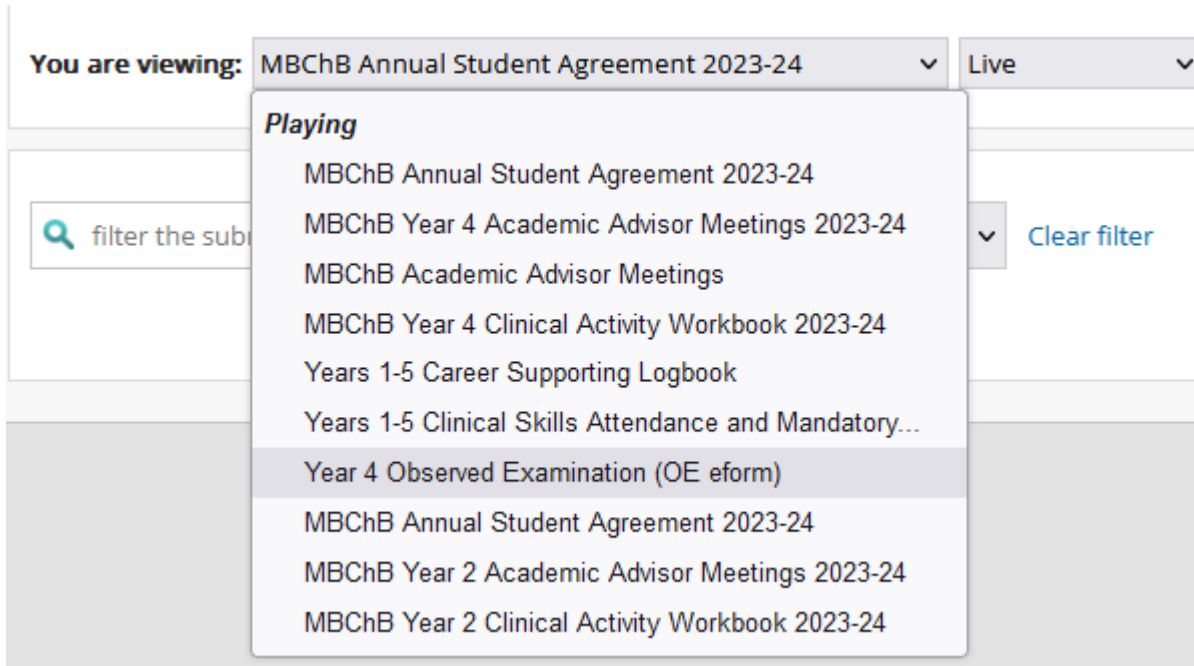 You are viewing: MBChB Annual Student Agreement 2023-24 Live
Playing
MBChB Annual Student Agreement 2023-24
MBChB Year 4 Academic Advisor Meetings 2023-24
filter the Clear filter
MBChB Academic Advisor Meetings
MBChB Year 4 Clinical Activity Workbook 2023-24
Years 1-5 Career Supporting Logbook
Years 1-5 Clinical Skills Attendance and Mandatory...
Year 4 Observed Examination (OE eform)
MBChB Annual Student Agreement 2023-24
MBChB Year 2 Academic Advisor Meetings 2023-24
MBChB Year 2 Clinical Activity Workbook 2023-24